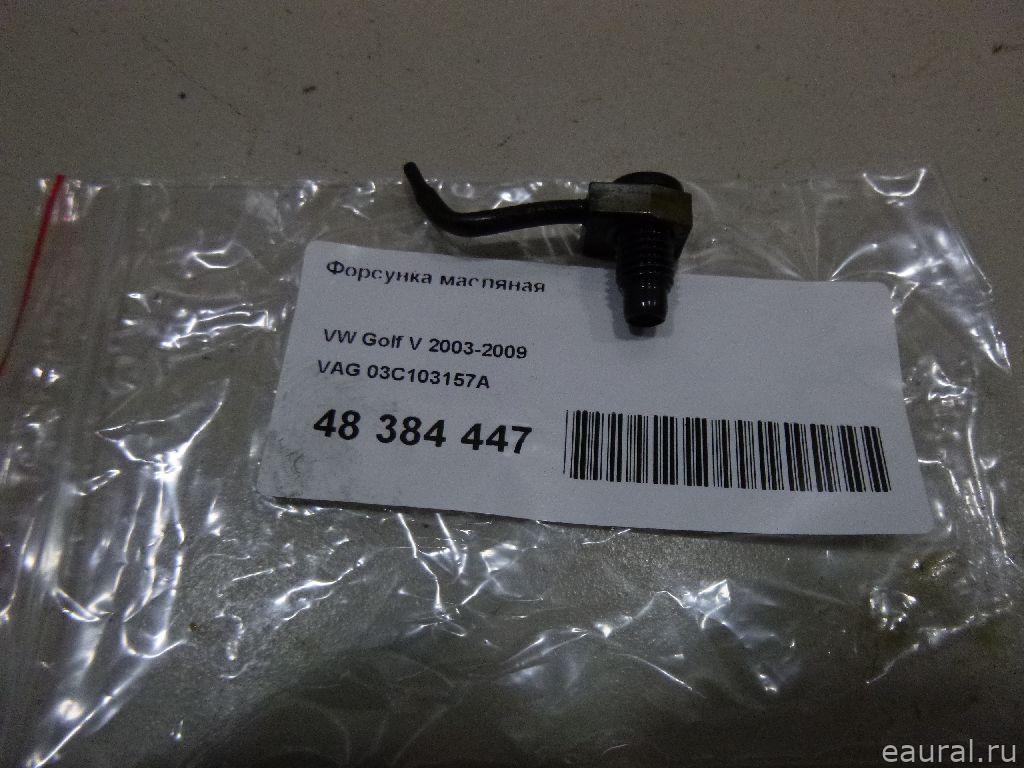 Форсунка масляная
VW Golf V 2003-2009
VAG 03C103157A
48 384 447
eaural.ru